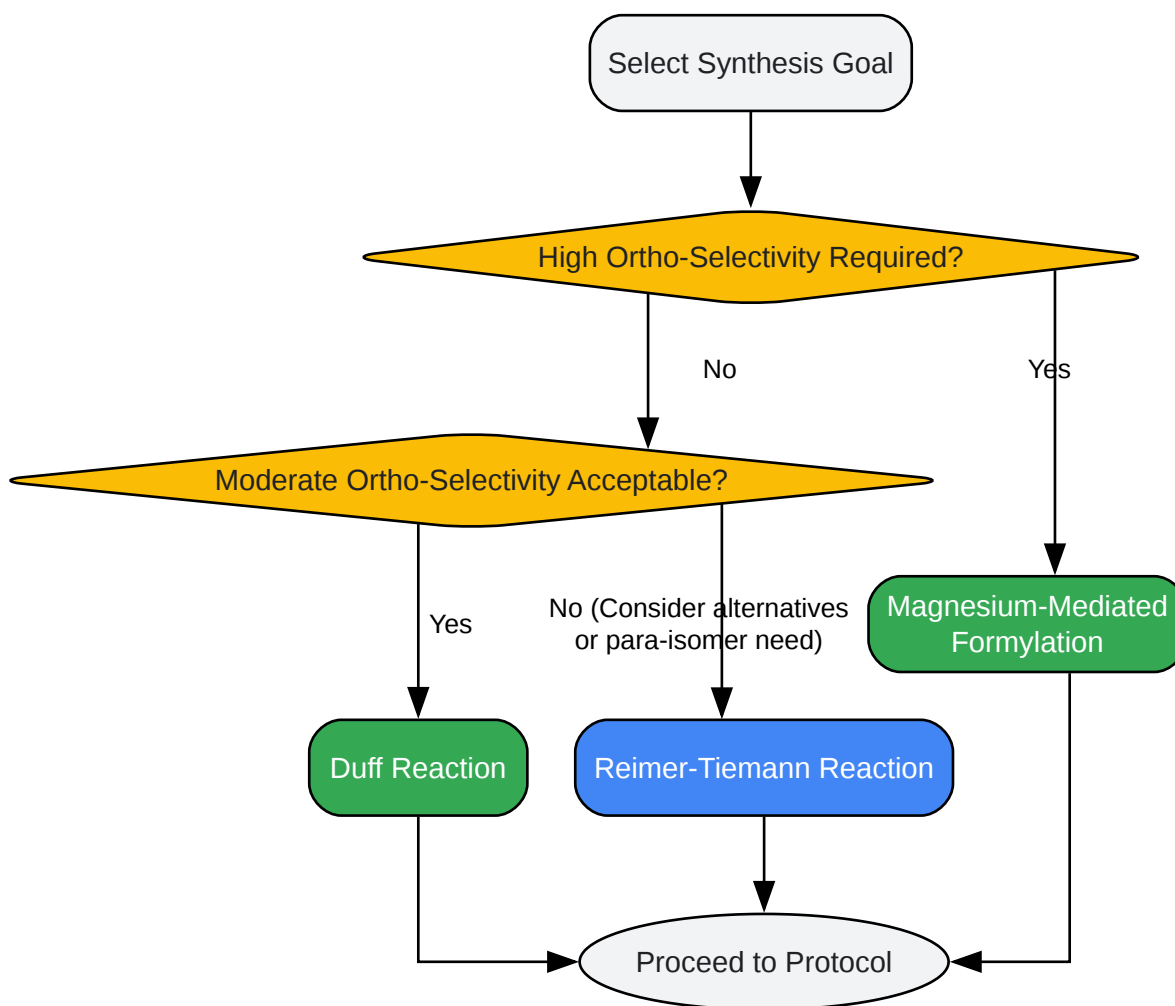 Select Synthesis Goal
High Ortho-Selectivity Required?
No
Yes
Moderate Ortho-Selectivity Acceptable?
Yes
No (Consider alternatives
or para-isomer need)
Magnesium-Mediated
Formylation
Duff Reaction
Reimer-Tiemann Reaction
Proceed to Protocol